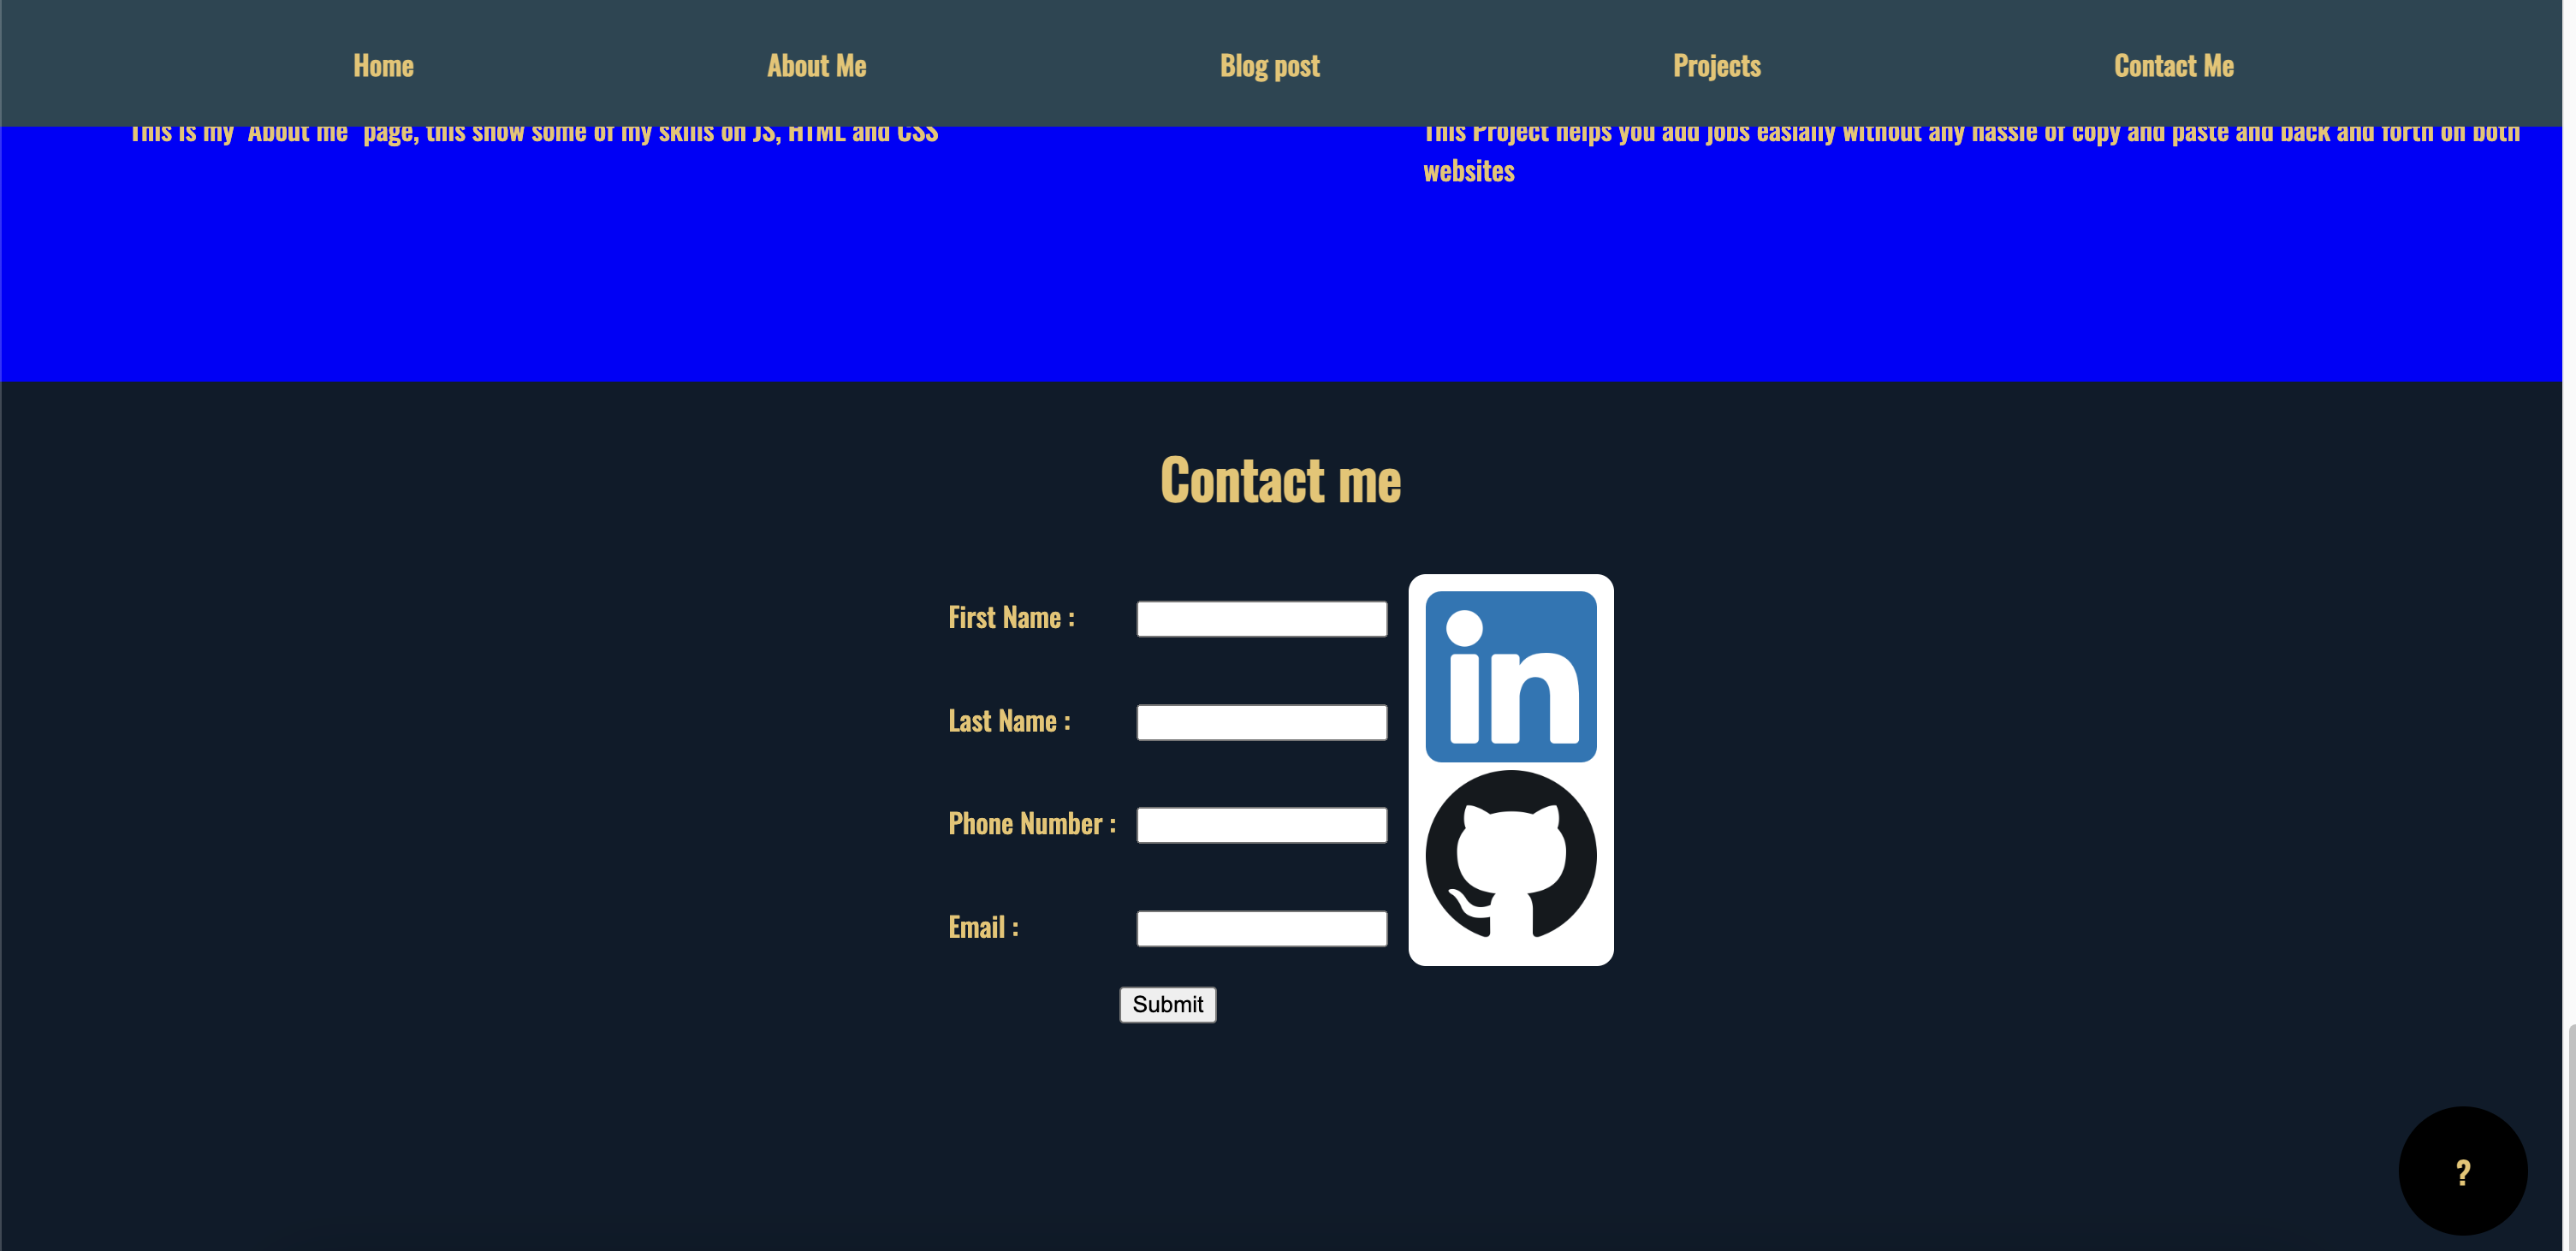 Home About Me Blog post Projects Contact Me
This is my "About me" page, this show some of my skills on JS, HTML and CSS
This Project helps you add jobs easially without any hassle of copy and paste and back and forth on both
websites
Contact me
First Name :
Last Name :
Phone Number :
Email :
in
Submit
?